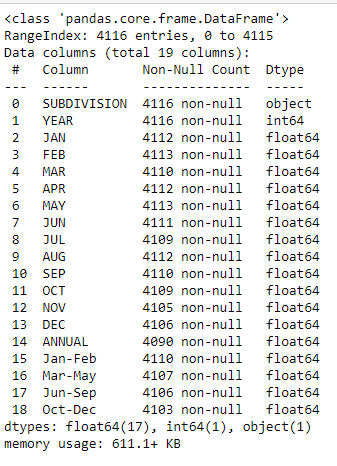 <class 'pandas.core.frame.DataFrame'>
RangeIndex: 4116 entries, 0 to 4115
Data columns (total 19 columns):
 #   Column       Non-Null Count  Dtype
---  ------       --------------  -----
 0   SUBDIVISION  4116 non-null   object
 1   YEAR         4116 non-null   int64
 2   JAN          4112 non-null   float64
 3   FEB          4113 non-null   float64
 4   MAR          4110 non-null   float64
 5   APR          4112 non-null   float64
 6   MAY          4113 non-null   float64
 7   JUN          4111 non-null   float64
 8   JUL          4109 non-null   float64
 9   AUG          4112 non-null   float64
 10  SEP          4110 non-null   float64
 11  OCT          4109 non-null   float64
 12  NOV          4105 non-null   float64
 13  DEC          4106 non-null   float64
 14  ANNUAL       4090 non-null   float64
 15  Jan-Feb      4110 non-null   float64
 16  Mar-May      4107 non-null   float64
 17  Jun-Sep      4106 non-null   float64
 18  Oct-Dec      4103 non-null   float64
dtypes: float64(17), int64(1), object(1)
memory usage: 611.1+ KB